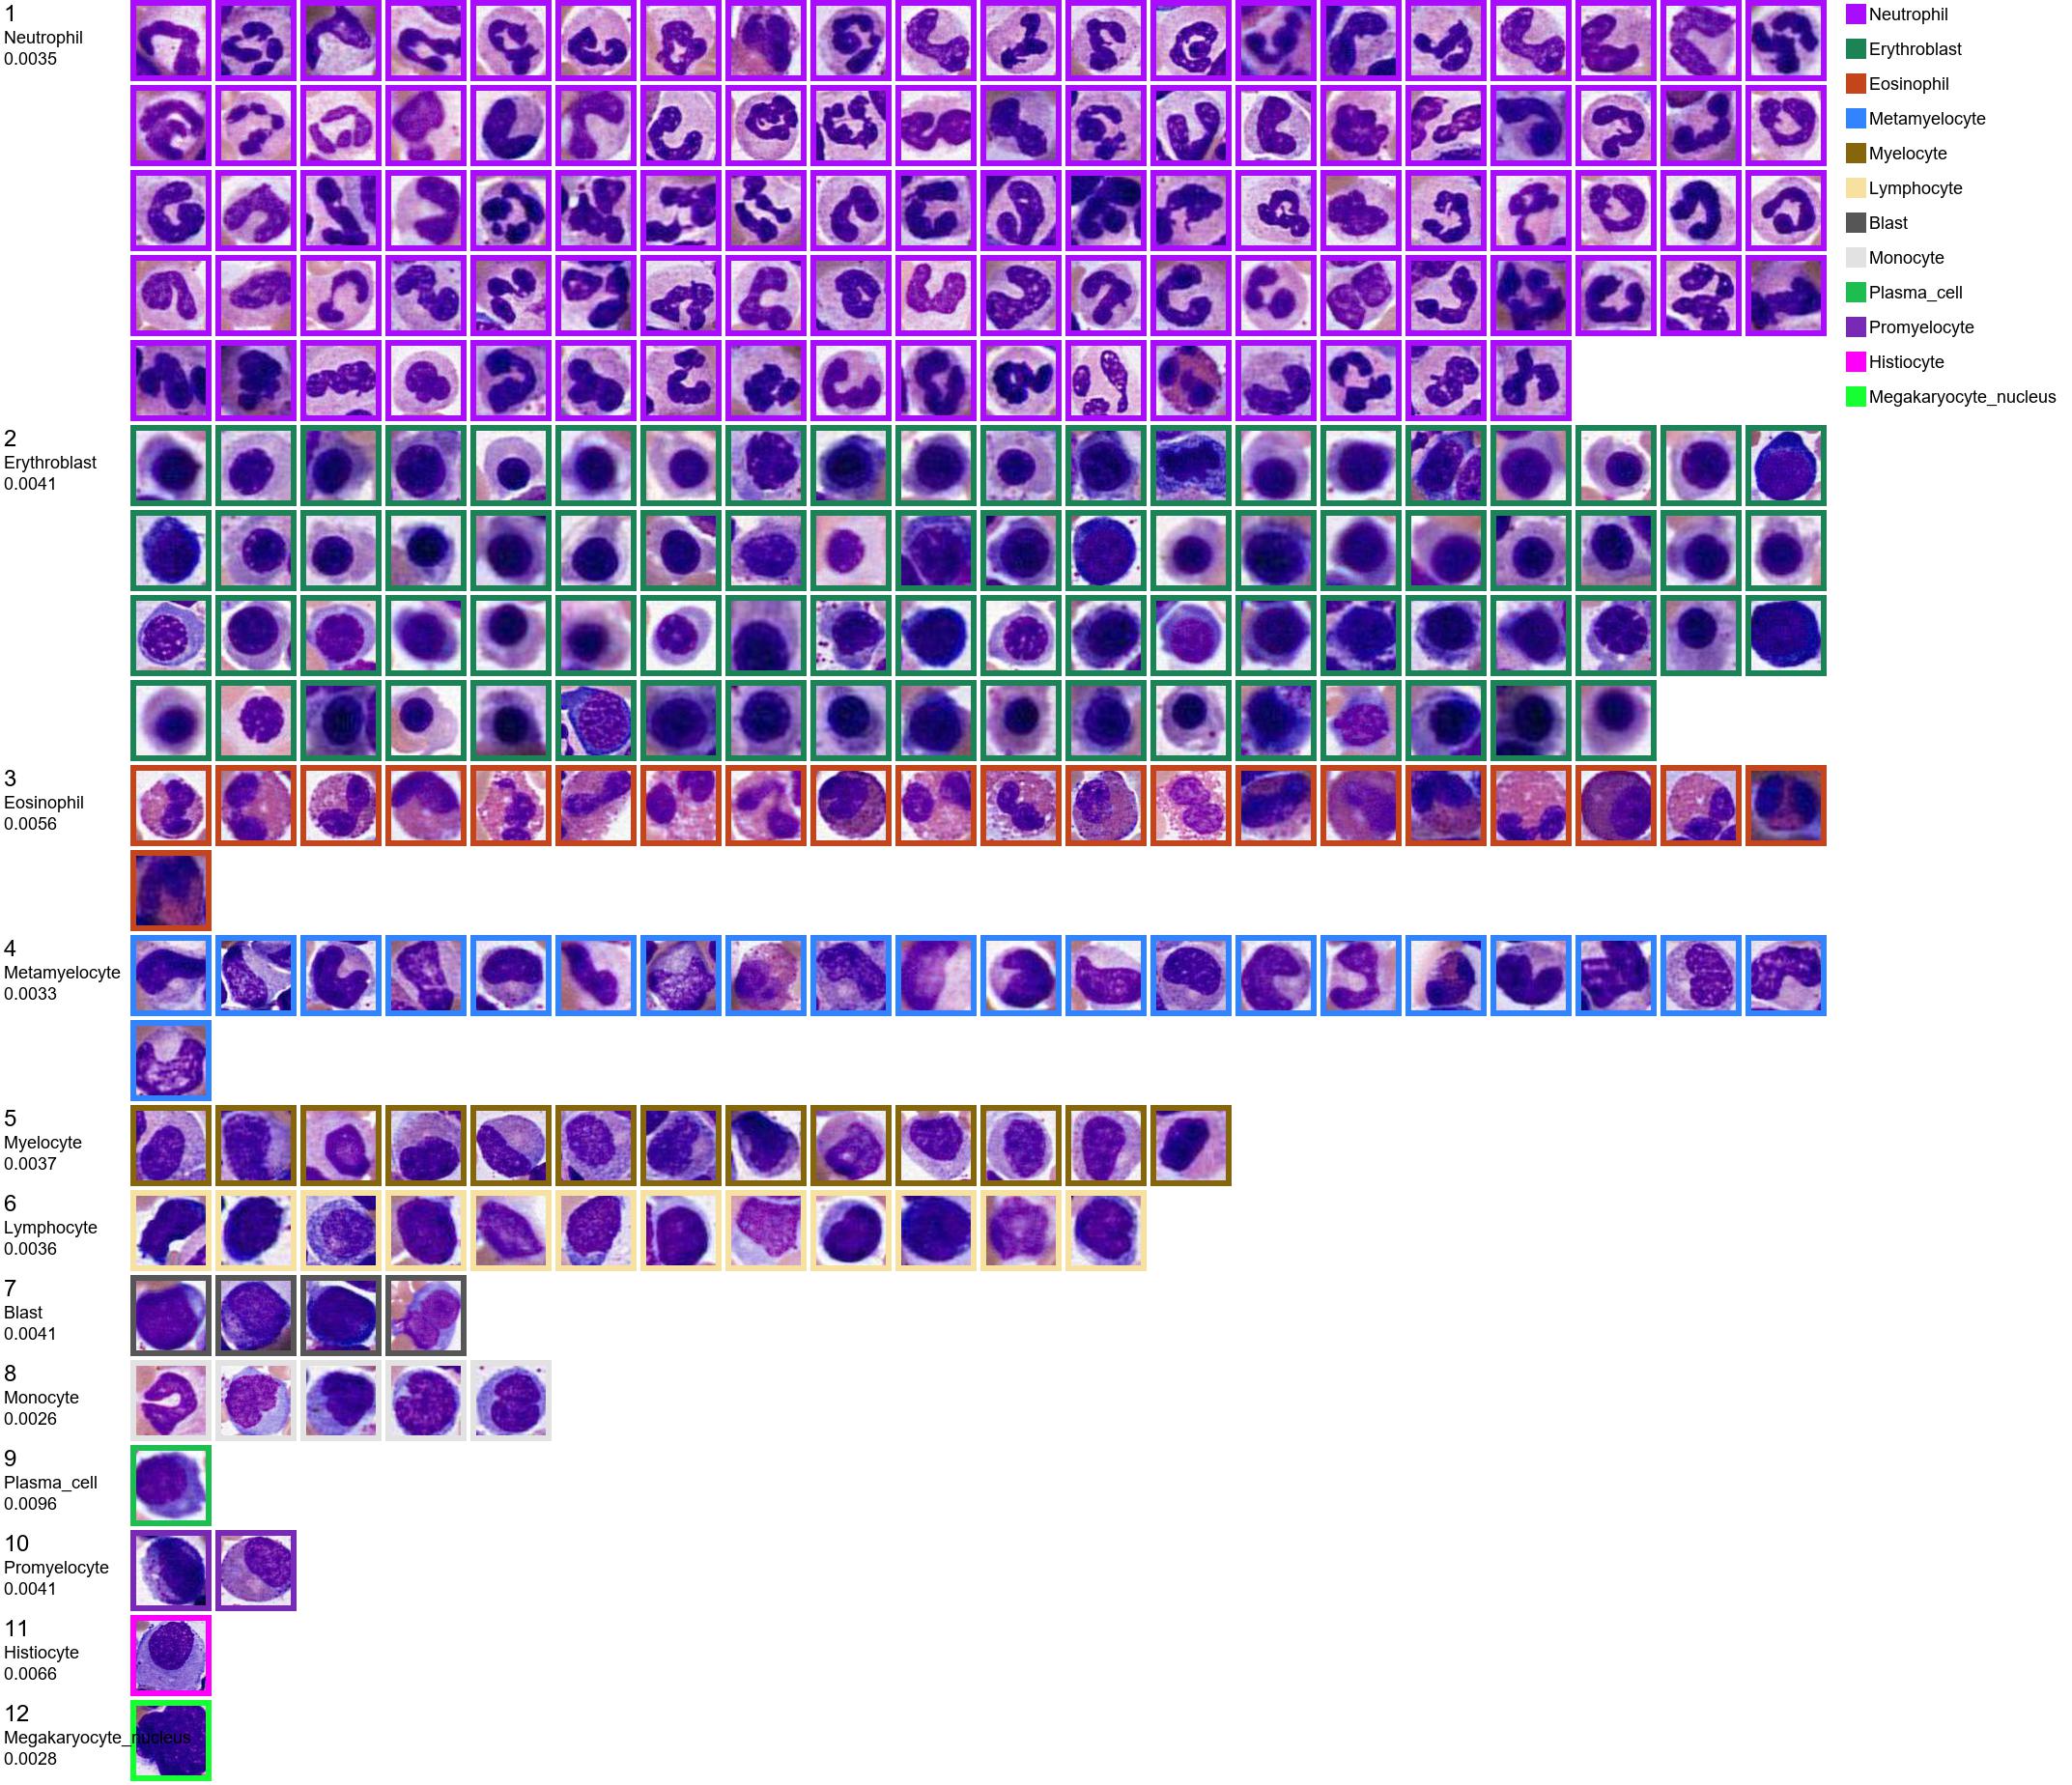 1
Neutrophil
0.0035
2
Erythroblast
0.0041
3
Eosinophil
0.0056
4
Metamyelocyte
0.0033
5
Myelocyte
0.0037
6
Lymphocyte
0.0036
7
Blast
0.0041
8
Monocyte
0.0026
9
Plasma_cell
0.0096
10
Promyelocyte
0.0041
11
Histiocyte
0.0066
12
Megakaryocyte_nucleus
0.0028
Neutrophil
Erythroblast
Eosinophil
Metamyelocyte
Myelocyte
Lymphocyte
Blast
Monocyte
Plasma_cell
Promyelocyte
Histiocyte
Megakaryocyte_nucleus